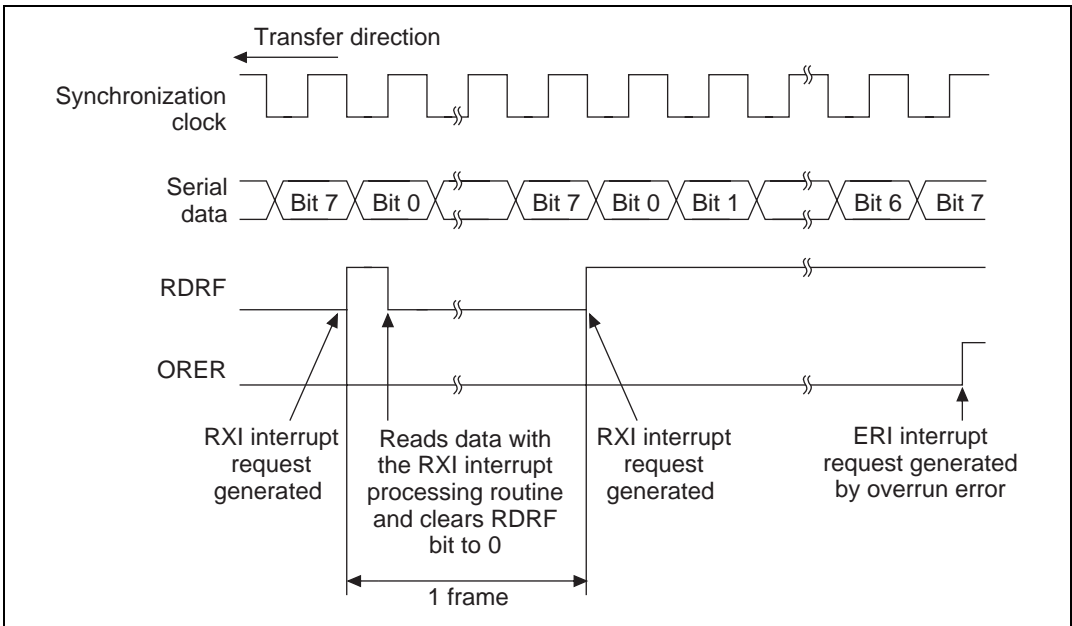 Transfer direction
Synchronization
clock
Serial
data
Bit 7
Bit 0
Bit 7
Bit 0
Bit 1
Bit 6
Bit 7
RDRF
ORER
RXI interrupt
request
generated
Reads data with
the RXI interrupt
processing routine
and clears RDRF
bit to 0
RXI interrupt
request
generated
ERI interrupt
request generated
by overrun error
1 frame